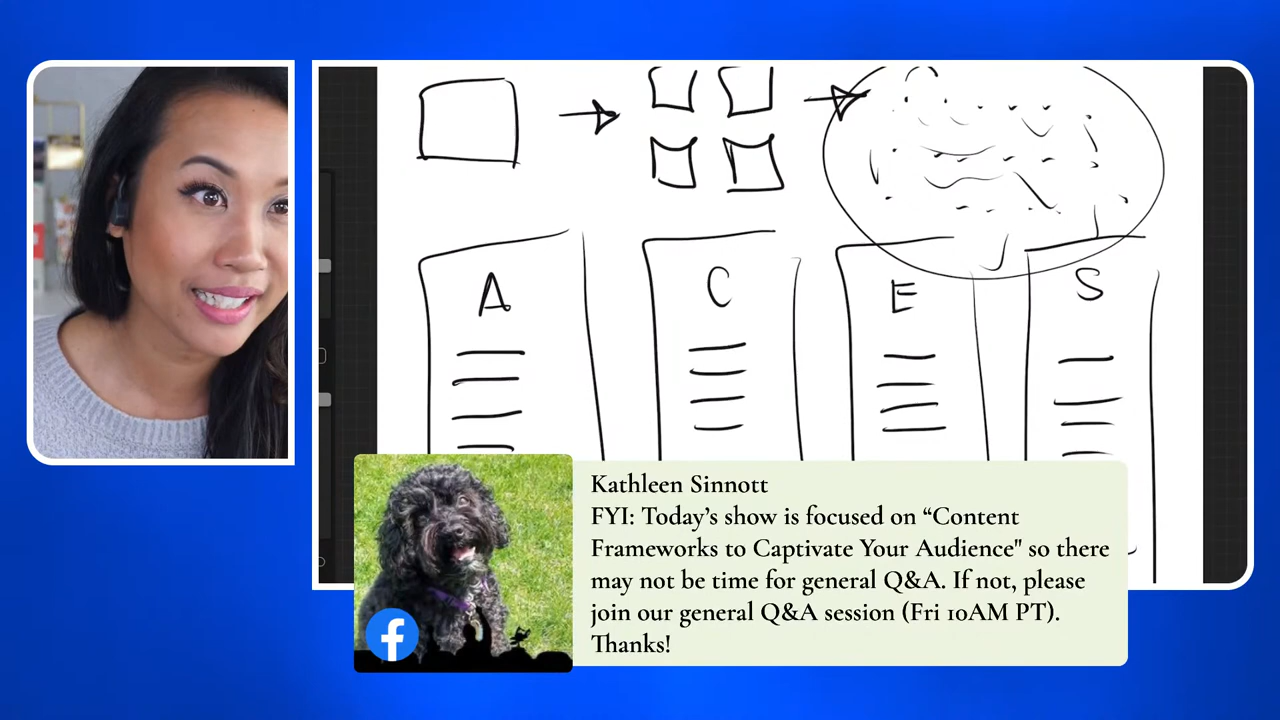 A
C
E
S
Kathleen Sinnott
FYI: Today's show is focused on “Content
Frameworks to Captivate Your Audience" so there
may not be time for general Q&A. If not, please
join our general Q&A session (Fri 10AM PT).
Thanks!